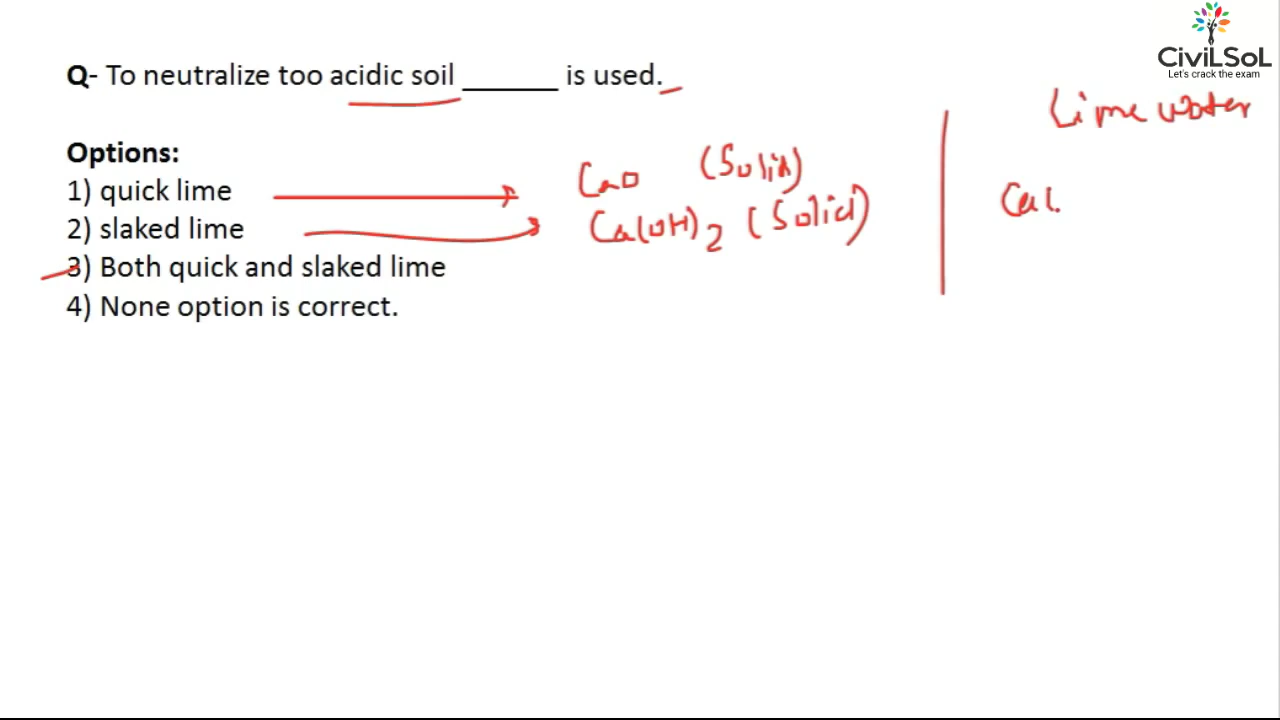 CiviLSoL
Let's crack the exam
Q- To neutralize too acidic soil ______ is used.
Lime water
Options:
1) quick lime
CaO (Solid)
2) slaked lime
Ca(OH)2 (Solid)
Ca(
3) Both quick and slaked lime
4) None option is correct.